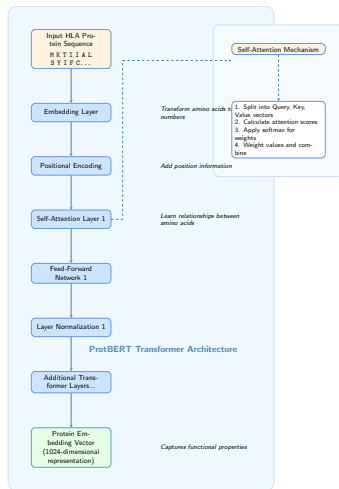 Input HLA Pro-
tein Sequence
M K T I I A L
S Y I F C...
Self-Attention Mechanism
Embedding Layer
Transform amino acids t
numbers
1. Split into Query, Key,
Value vectors
2. Calculate attention scores
3. Apply softmax for
weights
4. Weight values and com-
bine
Positional Encoding
Add position information
Self-Attention Layer 1
Learn relationships between
amino acids
Feed-Forward
Network 1
Layer Normalization 1
ProtBERT Transformer Architecture
Additional Trans-
former Layers...
Protein Em-
bedding Vector
(1024-dimensional
representation)
Captures functional properties